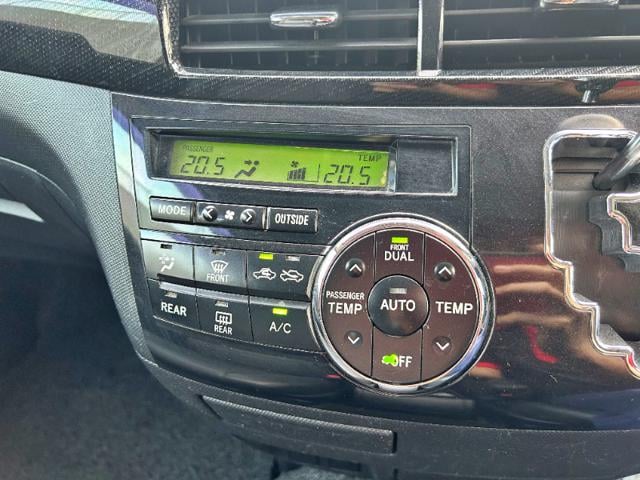 PASSENGER TEMP
20.5 20.5
MODE OUTSIDE
FRONT
DUAL
FRONT
PASSENGER
TEMP AUTO TEMP
REAR REAR A/C
OFF